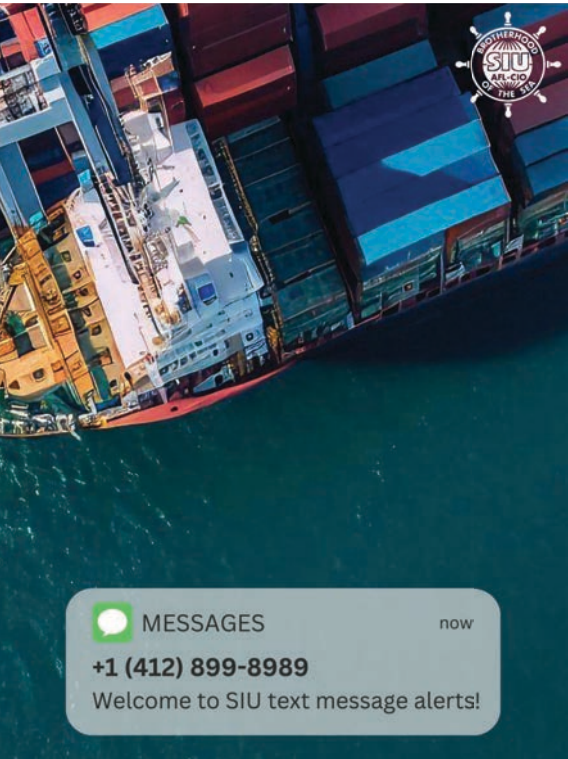 BROTHERHOOD
SIU
AFL-CIO
OF THE SEA
MESSAGES
now
+1 (412) 899-8989
Welcome to SIU text message alerts!